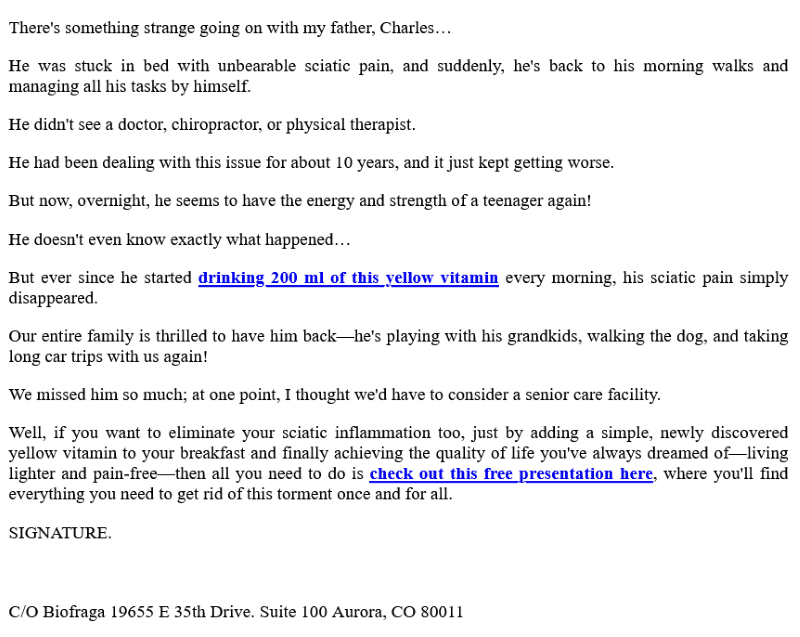 There's something strange going on with my father, Charles…
He was stuck in bed with unbearable sciatic pain, and suddenly, he's back to his morning walks and
managing all his tasks by himself.
He didn't see a doctor, chiropractor, or physical therapist.
He had been dealing with this issue for about 10 years, and it just kept getting worse.
But now, overnight, he seems to have the energy and strength of a teenager again!
He doesn't even know exactly what happened…
But ever since he started drinking 200 ml of this yellow vitamin every morning, his sciatic pain simply
disappeared.
Our entire family is thrilled to have him back—he's playing with his grandkids, walking the dog, and taking
long car trips with us again!
We missed him so much; at one point, I thought we'd have to consider a senior care facility.
Well, if you want to eliminate your sciatic inflammation too, just by adding a simple, newly discovered
yellow vitamin to your breakfast and finally achieving the quality of life you've always dreamed of—living
lighter and pain-free—then all you need to do is check out this free presentation here, where you'll find
everything you need to get rid of this torment once and for all.
SIGNATURE.
C/O Biofraga 19655 E 35th Drive. Suite 100 Aurora, CO 80011